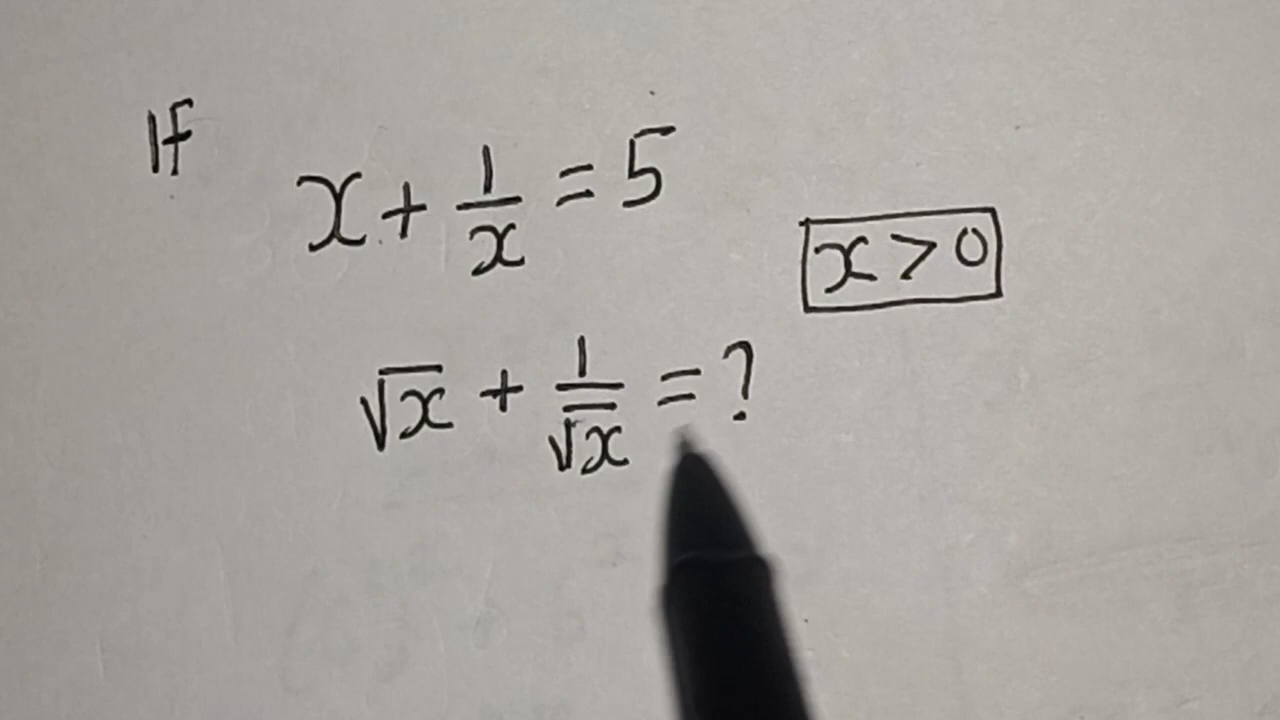 If
x + 1/x = 5
x > 0
√x + 1/√x = ?